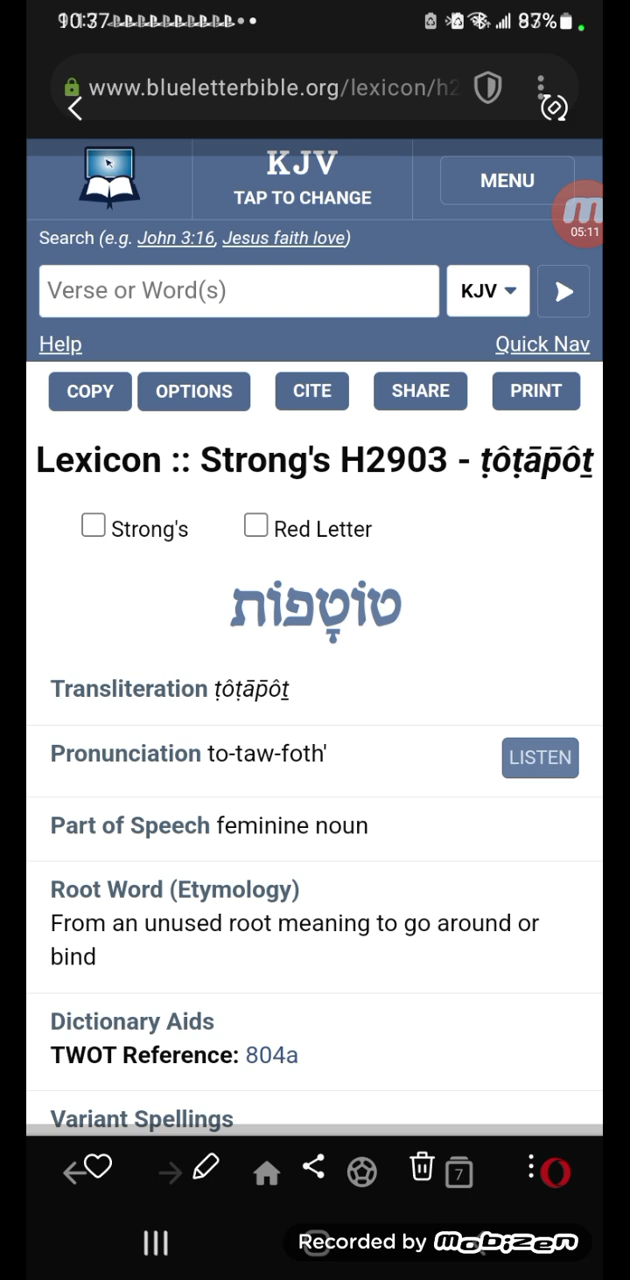 87%
www.blueletterbible.org/lexicon/h2
KJV
TAP TO CHANGE
MENU
05:11
Search (e.g. John 3:16, Jesus faith love)
Verse or Word(s)
KJV
Help
Quick Nav
COPY
OPTIONS
CITE
SHARE
PRINT
Lexicon :: Strong's H2903 - ṭôṭāp̄ôṯ
Strong's
Red Letter
טוֹטָפוֹת
Transliteration ṭôṭāp̄ôṯ
Pronunciation to-taw-foth'
LISTEN
Part of Speech feminine noun
Root Word (Etymology)
From an unused root meaning to go around or
bind
Dictionary Aids
TWOT Reference: 804a
Variant Spellings
7
Recorded by mobizen